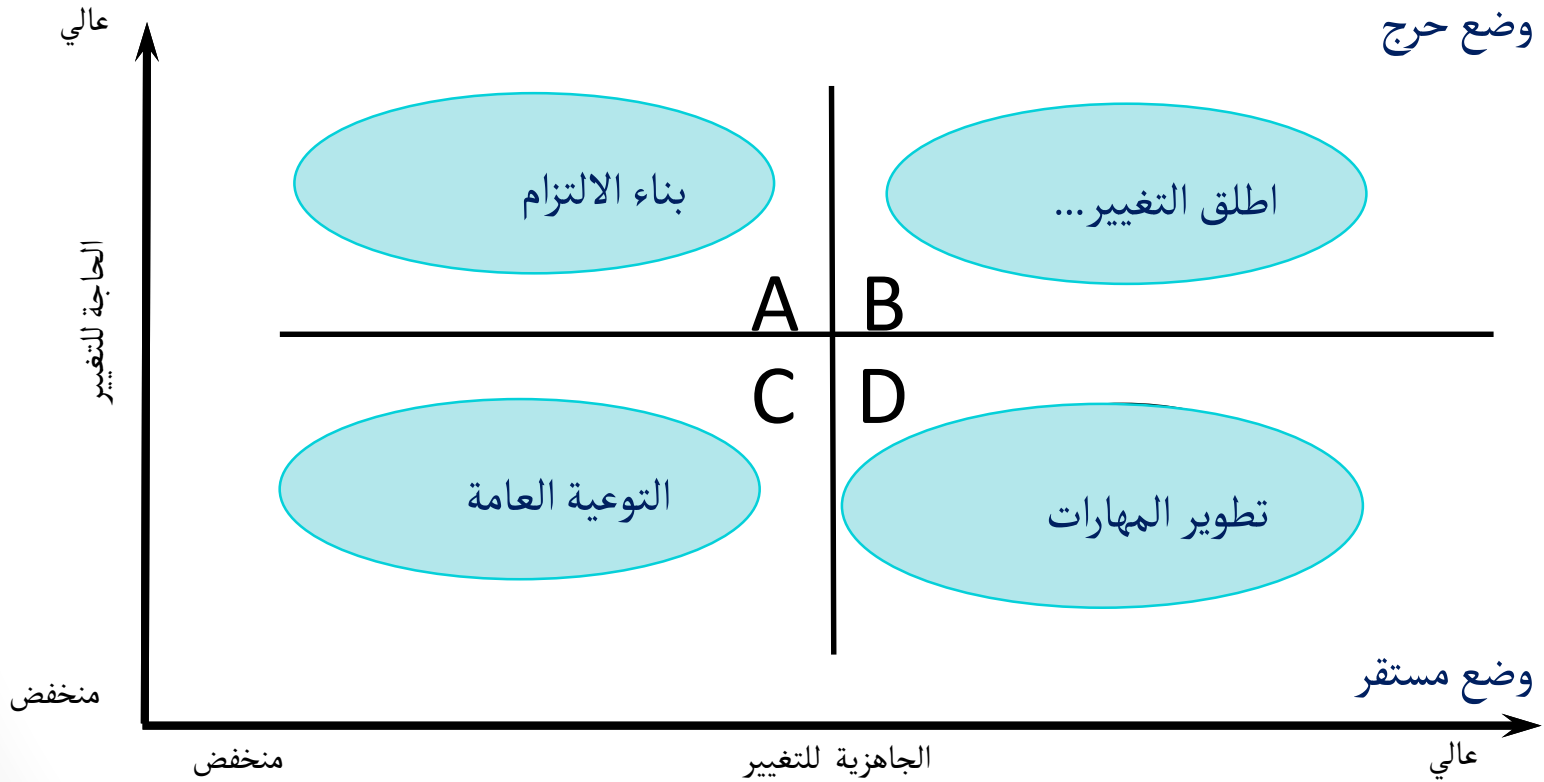 عالي
وضع حرج
بناء الالتزام
اطلق التغيير...
A
B
الحاجة للتغيير
C
D
التوعية العامة
تطوير المهارات
وضع مستقر
منخفض
منخفض
الجاهزية للتغيير
عالي